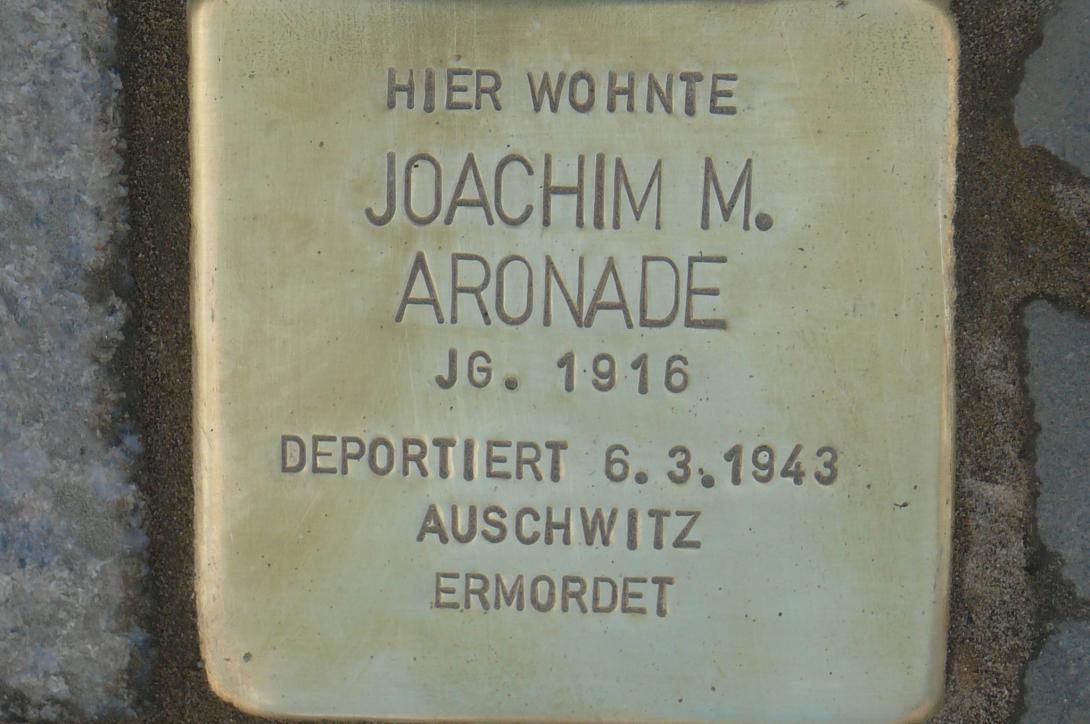 HIER WOHNTE
JOACHIM M.
ARONADE
JG. 1916
DEPORTIERT 6.3.1943
AUSCHWITZ
ERMORDET